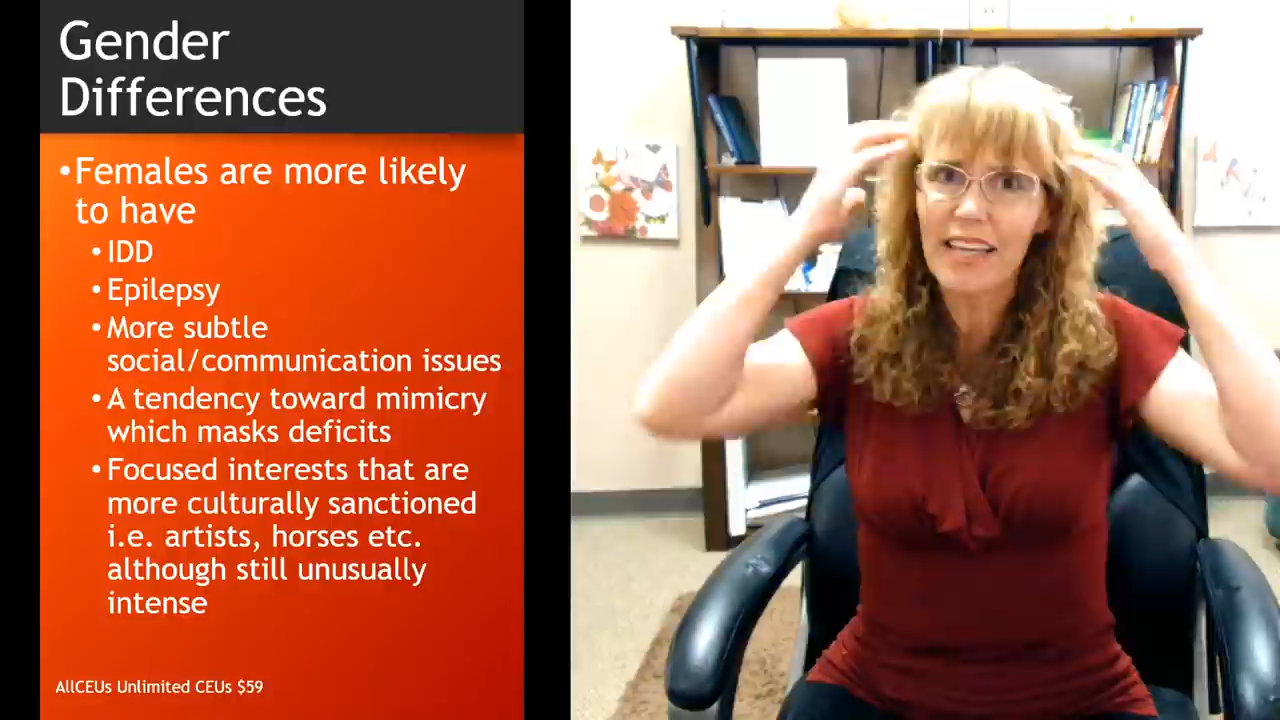 Gender
Differences
•Females are more likely
to have
•IDD
•Epilepsy
•More subtle
social/communication issues
•A tendency toward mimicry
which masks deficits
•Focused interests that are
more culturally sanctioned
i.e. artists, horses etc.
although still unusually
intense
AllCEUs Unlimited CEUs $59